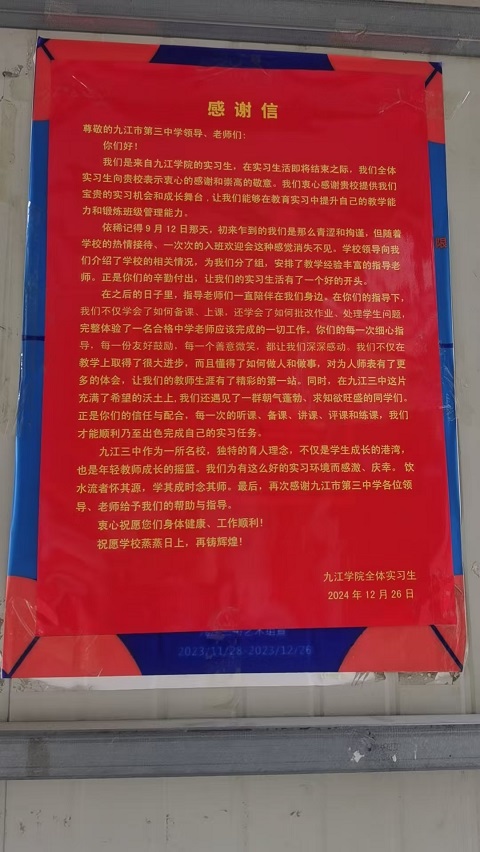 感谢信
尊敬的九江市第三中学领导、老师们：
你们好！
我们是来自九江学院的实习生，在实习生活即将结束之际，我们全体
实习生向贵校表示衷心的感谢和崇高的敬意。我们衷心感谢贵校提供我们
宝贵的实习机会和成长舞台，让我们能够在教育实习中提升自己的教学能
力和锻炼班级管理能力。
依稀记得9月12日那天，初来乍到的我们是那么青涩和拘谨，但随着
学校的热情接待、一次次的入班欢迎会这种感觉消失不见。学校领导向我
们介绍了学校的相关情况，为我们分了组，安排了教学经验丰富的指导老
师。正是你们的辛勤付出，让我们的实习生活有了一个好的开头。
在之后的日子里，指导老师们一直陪伴在我们身边。在你们的指导下，
我们不仅学会了如何备课、上课，还学会了如何批改作业、处理学生问题，
完整体验了一名合格中学老师应该完成的一切工作。你们的每一次细心指
导，每一份友好鼓励，每一个善意微笑，都让我们深深感动。我们不仅在
教学上取得了很大进步，而且懂得了如何做人和做事，对为人师表有了更
多的体会，让我们的教师生涯有了精彩的第一站。同时，在九江三中这片
充满了希望的沃土上，我们还遇见了一群朝气蓬勃、求知欲旺盛的同学们。
正是你们的信任与配合，每一次的听课、备课、讲课、评课和练课，我们
才能顺利乃至出色完成自己的实习任务。
九江三中作为一所名校，独特的育人理念，不仅是学生成长的港湾，
也是年轻教师成长的摇篮。我们为有这么好的实习环境而感激、庆幸。饮
水流者怀其源，学其成时念其师。最后，再次感谢九江市第三中学各位领
导、老师给予我们的帮助与指导。
衷心祝愿您们身体健康、工作顺利！
祝愿学校蒸蒸日上，再铸辉煌！
九江学院全体实习生
2024年12月26日
2023/11/28-2023/12/26